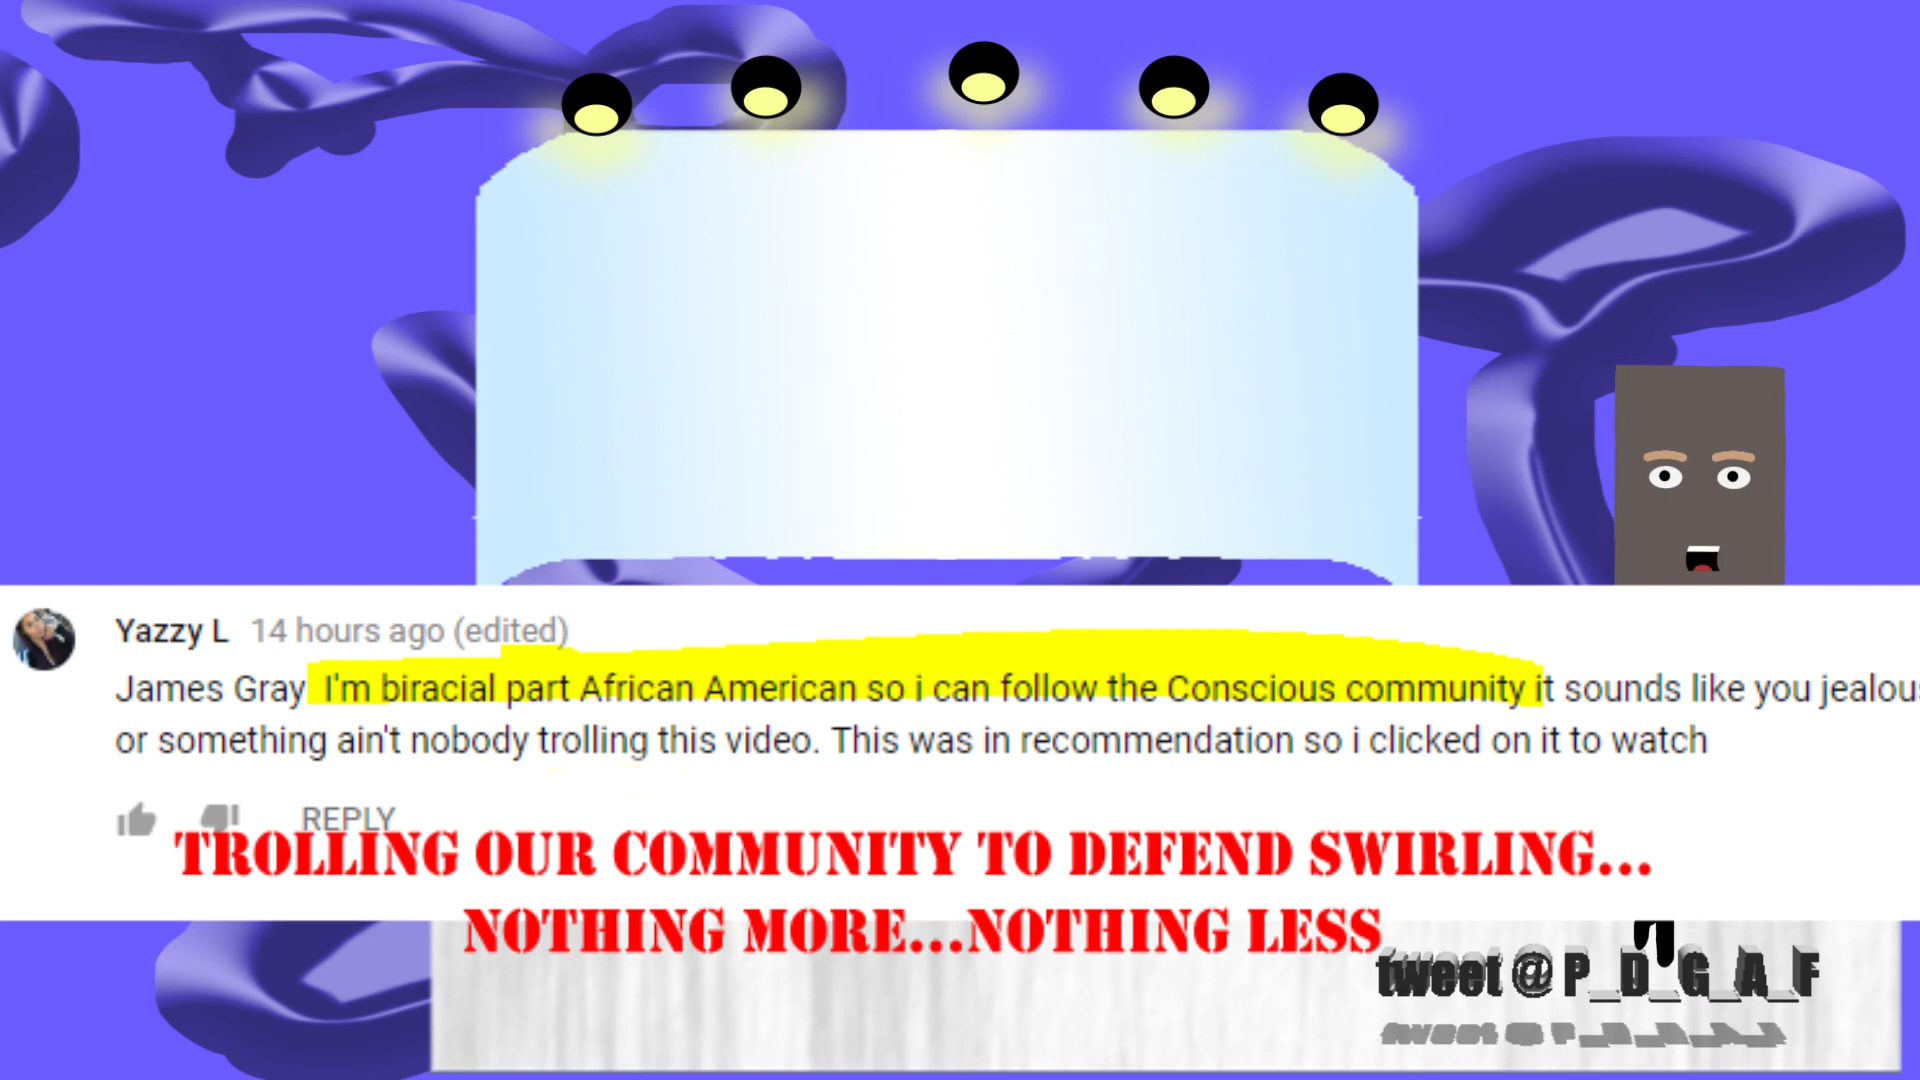 Yazzy L 14 hours ago (edited)
James Gray I'm biracial part African American so i can follow the Conscious community it sounds like you jealous
or something ain't nobody trolling this video. This was in recommendation so i clicked on it to watch
REPLY
TROLLING OUR COMMUNITY TO DEFEND SWIRLING...
NOTHING MORE...NOTHING LESS
tweet @ P_D_G_A_F